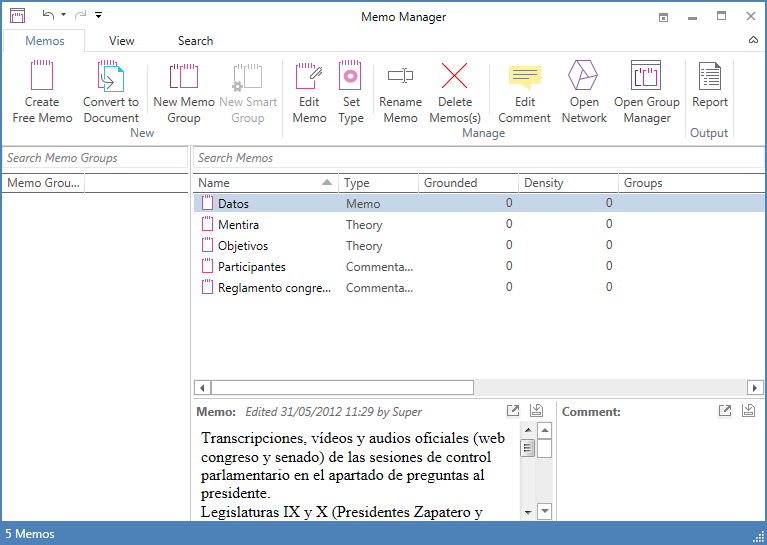 Memo Manager
Memos View Search
Create Free Memo
Convert to Document
New Memo Group
New Smart Group
Edit Memo
Set Type
Rename Memo
Delete Memos(s)
Edit Comment
Open Network
Open Group Manager
Report
New Manage Output
Search Memo Groups
Search Memos
Memo Grou...
Name Type Grounded Density Groups
Datos Memo 0 0
Mentira Theory 0 0
Objetivos Theory 0 0
Participantes Commenta... 0 0
Reglamento congre... Commenta... 0 0
Memo: Edited 31/05/2012 11:29 by Super
Comment:
Transcripciones, vídeos y audios oficiales (web
congreso y senado) de las sesiones de control
parlamentario en el apartado de preguntas al
presidente.
Legislaturas IX y X (Presidentes Zapatero y
5 Memos